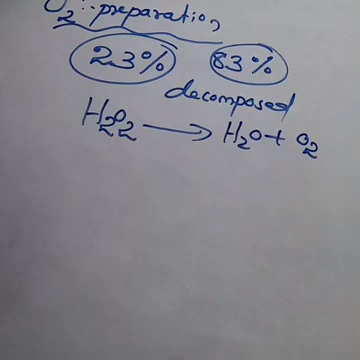 O2 :- preparation
23% 83%
decomposed
H2O2 → H2O + O2